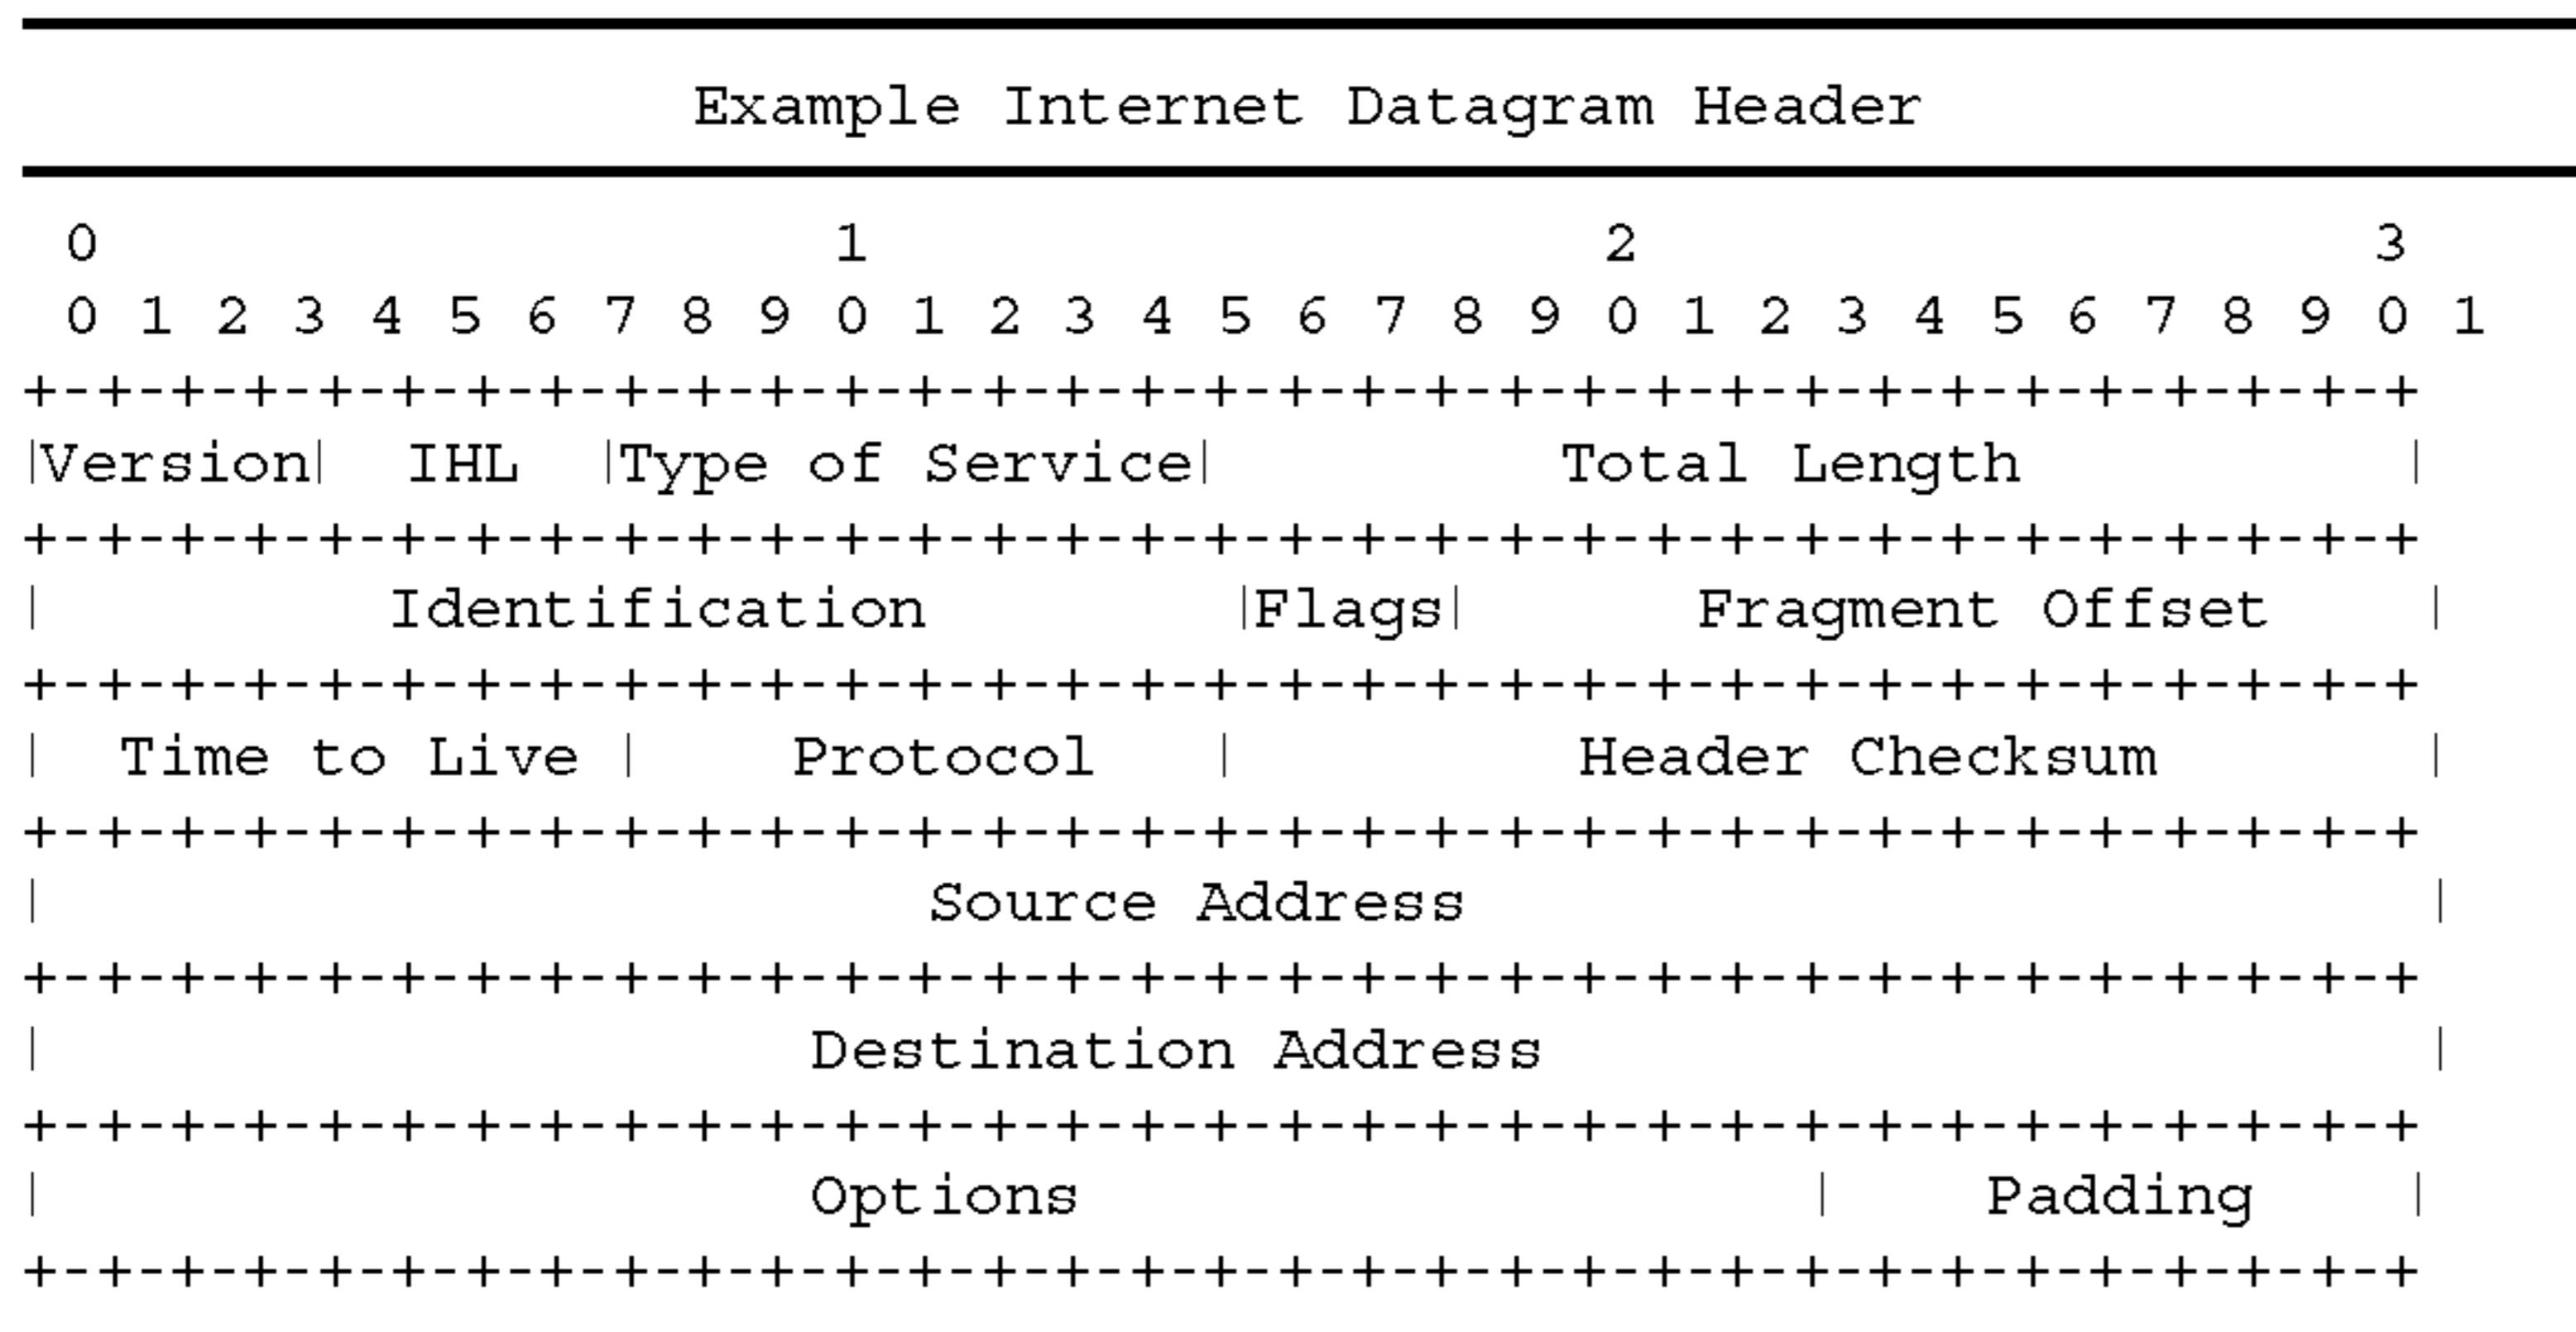 Example Internet Datagram Header
0 1 2 3
0 1 2 3 4 5 6 7 8 9 0 1 2 3 4 5 6 7 8 9 0 1 2 3 4 5 6 7 8 9 0 1
+-+-+-+-+-+-+-+-+-+-+-+-+-+-+-+-+-+-+-+-+-+-+-+-+-+-+-+-+-+-+-+-+
|Version| IHL |Type of Service| Total Length |
+-+-+-+-+-+-+-+-+-+-+-+-+-+-+-+-+-+-+-+-+-+-+-+-+-+-+-+-+-+-+-+-+
| Identification |Flags| Fragment Offset |
+-+-+-+-+-+-+-+-+-+-+-+-+-+-+-+-+-+-+-+-+-+-+-+-+-+-+-+-+-+-+-+-+
| Time to Live | Protocol | Header Checksum |
+-+-+-+-+-+-+-+-+-+-+-+-+-+-+-+-+-+-+-+-+-+-+-+-+-+-+-+-+-+-+-+-+
| Source Address |
+-+-+-+-+-+-+-+-+-+-+-+-+-+-+-+-+-+-+-+-+-+-+-+-+-+-+-+-+-+-+-+-+
| Destination Address |
+-+-+-+-+-+-+-+-+-+-+-+-+-+-+-+-+-+-+-+-+-+-+-+-+-+-+-+-+-+-+-+-+
| Options | Padding |
+-+-+-+-+-+-+-+-+-+-+-+-+-+-+-+-+-+-+-+-+-+-+-+-+-+-+-+-+-+-+-+-+